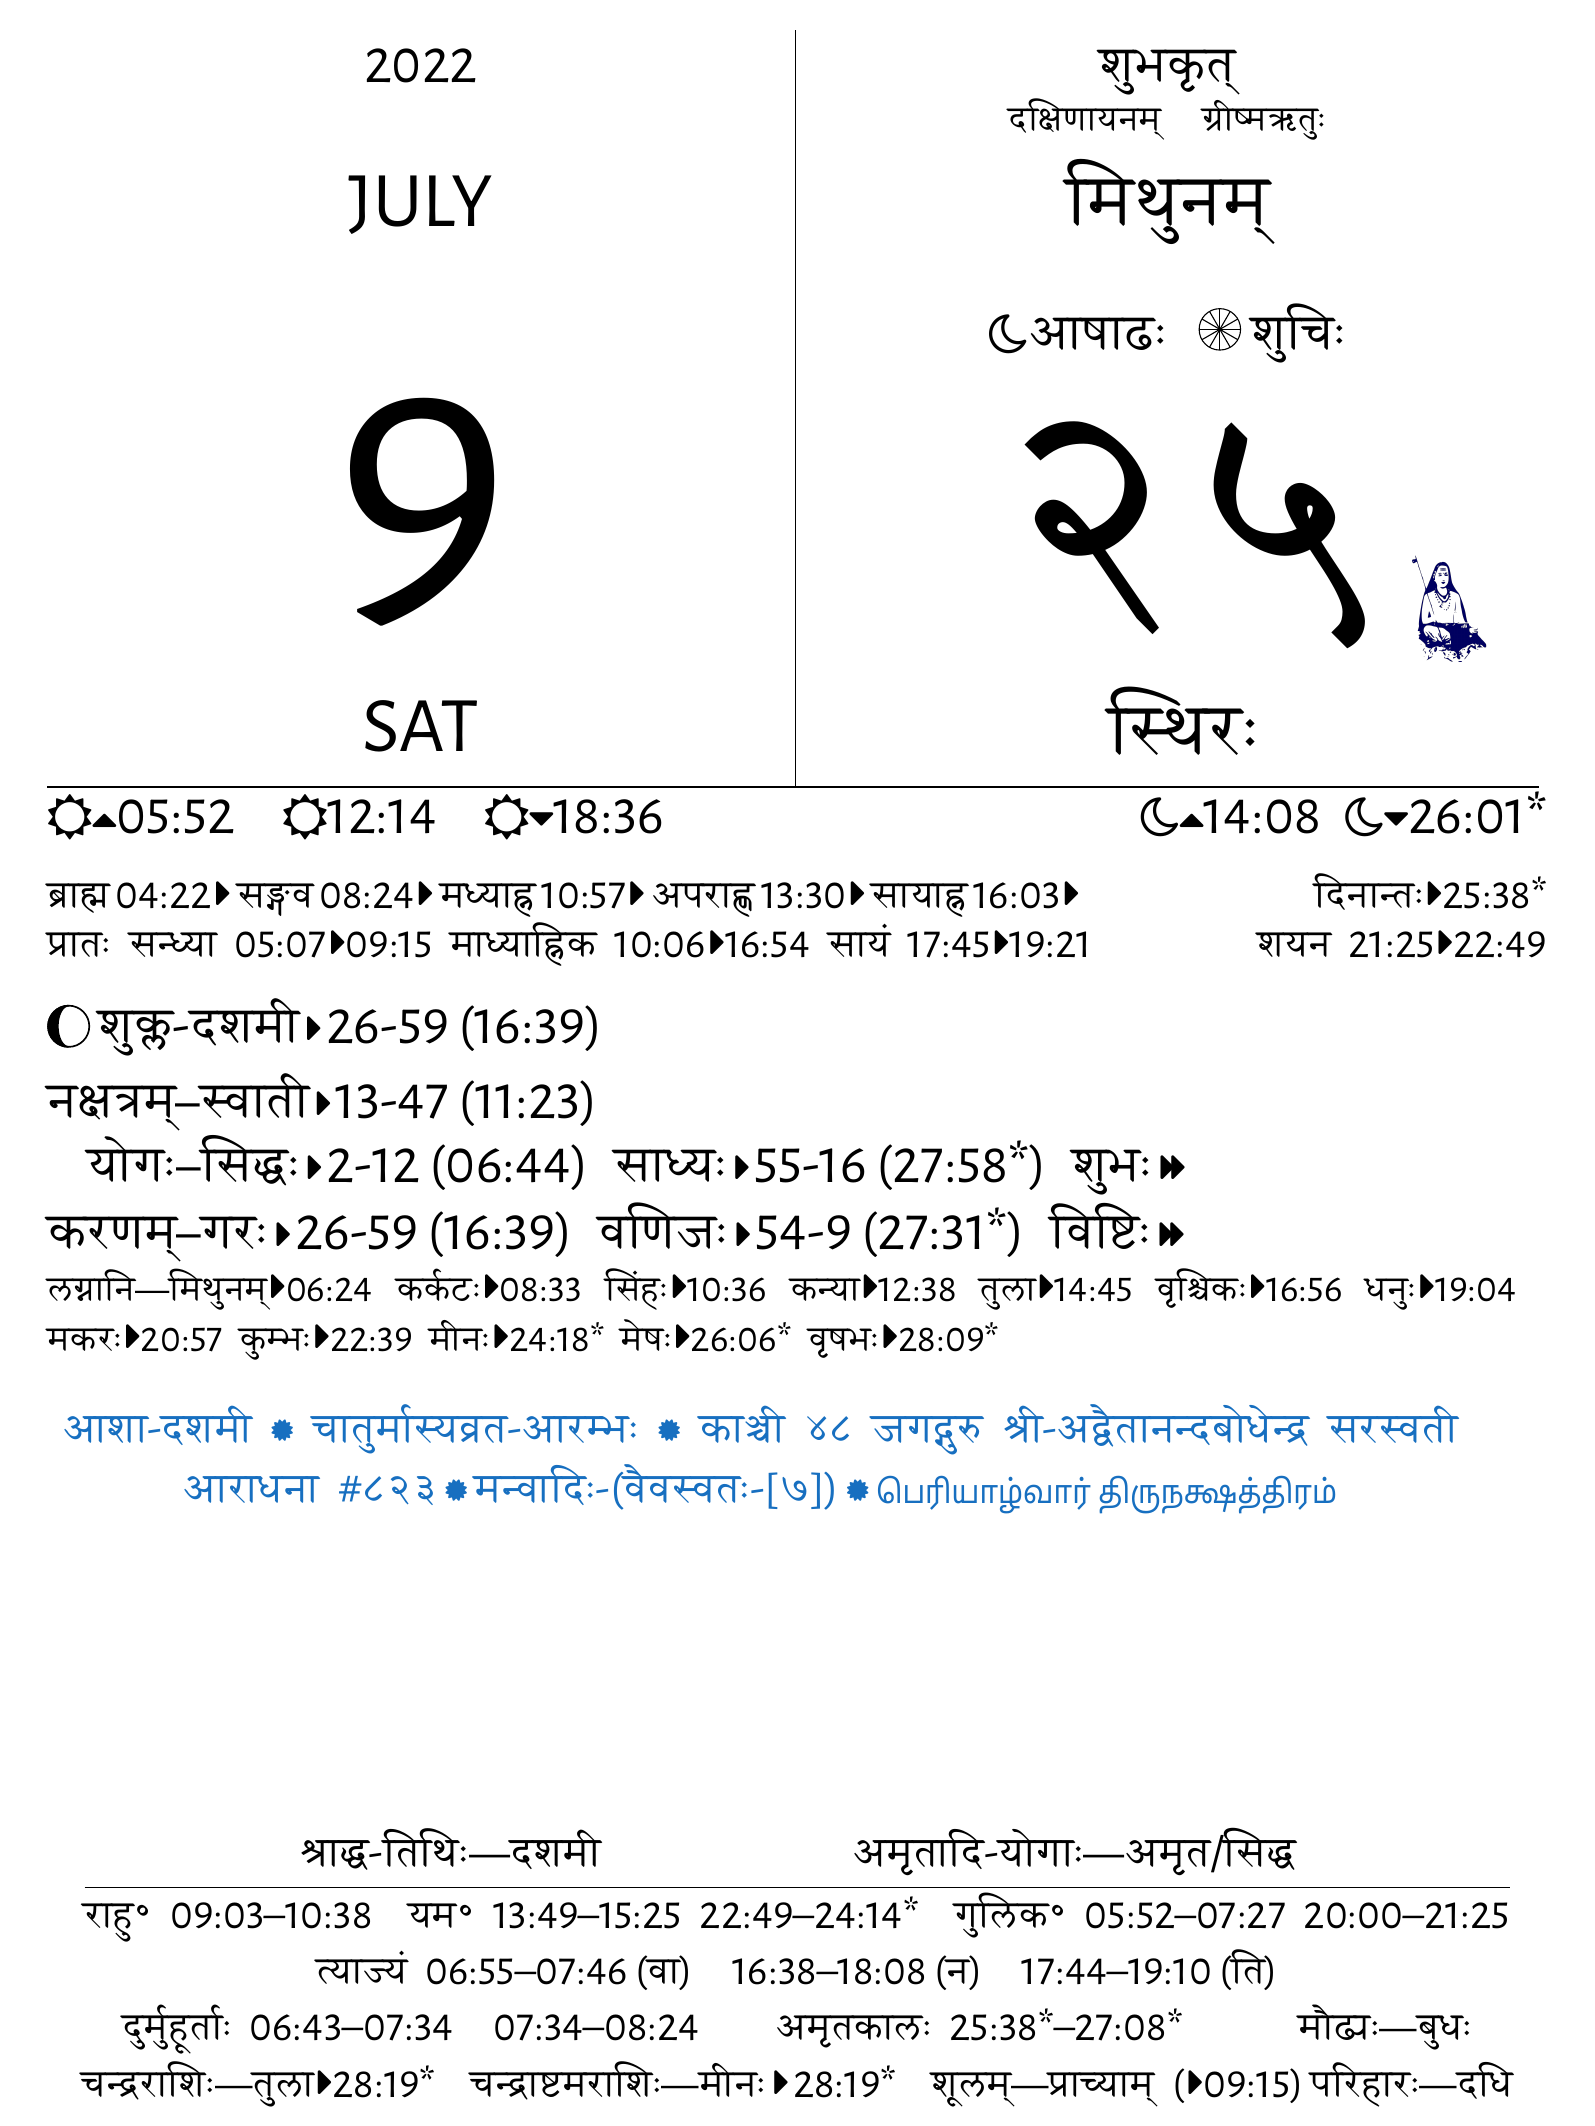 2022
JULY
9
SAT
शुभकृत्
दक्षिणायनम् ग्रीष्मऋतुः
मिथुनम्
आषाढः शुचिः
२५
स्थिरः
05:52 12:14 18:36 14:08 26:01*
ब्राह्म 04:22 सङ्गव 08:24 मध्याह्न 10:57 अपराह्ण 13:30 सायाह्न 16:03 दिनान्तः 25:38*
प्रातः सन्ध्या 05:07 09:15 माध्याह्निक 10:06 16:54 सायं 17:45 19:21 शयन 21:25 22:49
शुक्ल-दशमी 26-59 (16:39)
नक्षत्रम्–स्वाती 13-47 (11:23)
योगः–सिद्धः 2-12 (06:44) साध्यः 55-16 (27:58*) शुभः
करणम्–गरः 26-59 (16:39) वणिजः 54-9 (27:31*) विष्टिः
लग्नानि—मिथुनम् 06:24 कर्कटः 08:33 सिंहः 10:36 कन्या 12:38 तुला 14:45 वृश्चिकः 16:56 धनुः 19:04
मकरः 20:57 कुम्भः 22:39 मीनः 24:18* मेषः 26:06* वृषभः 28:09*
आशा-दशमी ✹ चातुर्मास्यव्रत-आरम्भः ✹ काञ्ची ४८ जगद्गुरु श्री-अद्वैतानन्दबोधेन्द्र सरस्वती
आराधना #८२३ ✹ मन्वादिः-(वैवस्वतः-[७]) ✹ பெரியாழ்வார் திருநக்ஷத்திரம்
श्राद्ध-तिथिः—दशमी अमृतादि-योगाः—अमृत/सिद्ध
राहु॰ 09:03–10:38 यम॰ 13:49–15:25 22:49–24:14* गुलिक॰ 05:52–07:27 20:00–21:25
त्याज्यं 06:55–07:46 (वा) 16:38–18:08 (न) 17:44–19:10 (ति)
दुर्मुहूर्ताः 06:43–07:34 07:34–08:24 अमृतकालः 25:38*–27:08* मौढ्यः—बुधः
चन्द्रराशिः—तुला 28:19* चन्द्राष्टमराशिः—मीनः 28:19* शूलम्—प्राच्याम् ( 09:15) परिहारः—दधि